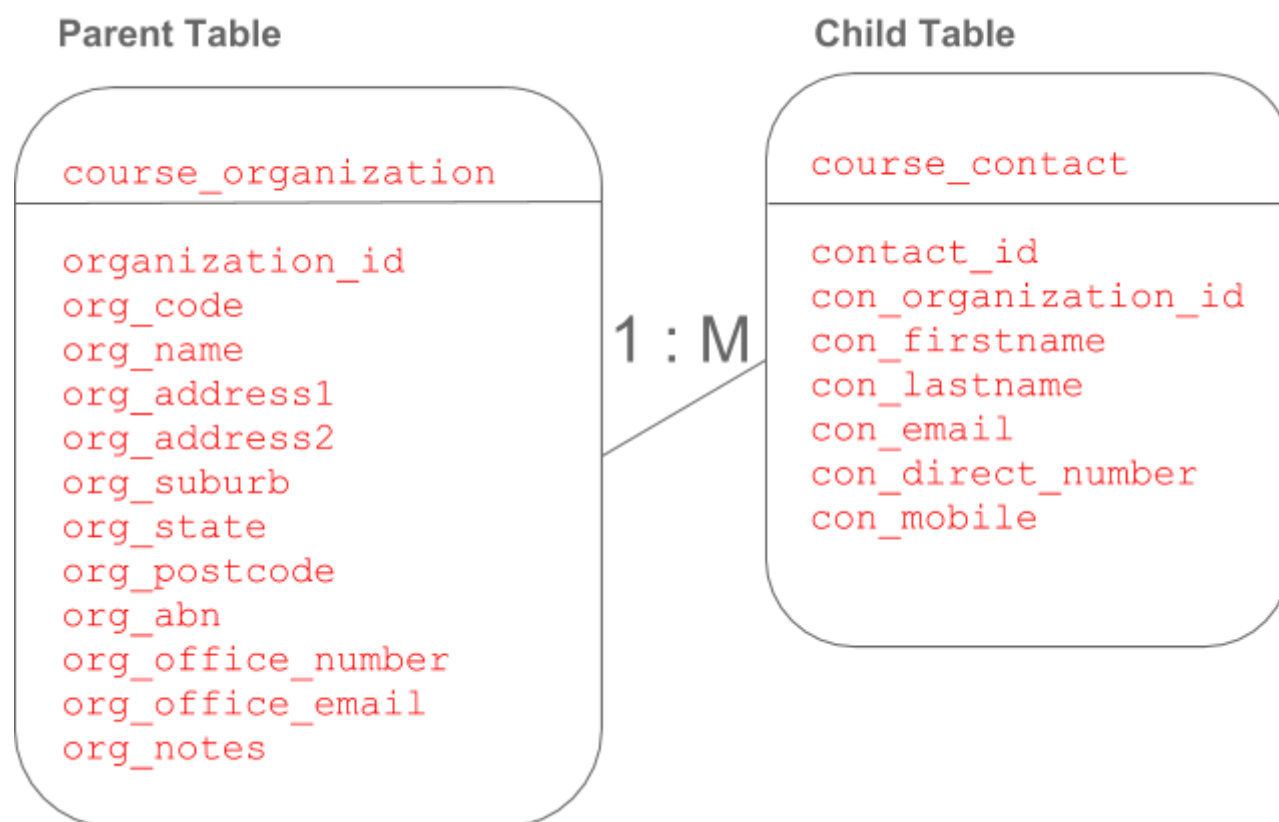 Parent Table
course_organization
organization_id
org_code
org_name
org_address1
org_address2
org_suburb
org_state
org_postcode
org_abn
org_office_number
org_office_email
org_notes
1 : M
Child Table
course_contact
contact_id
con_organization_id
con_firstname
con_lastname
con_email
con_direct_number
con_mobile